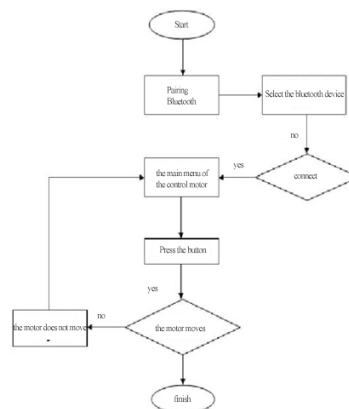 Start
Pairing
Bluetooth
Select the bluetooth device
no
yes
connect
the main menu of
the control motor
Press the button
yes
no
the motor does not move
the motor moves
finish